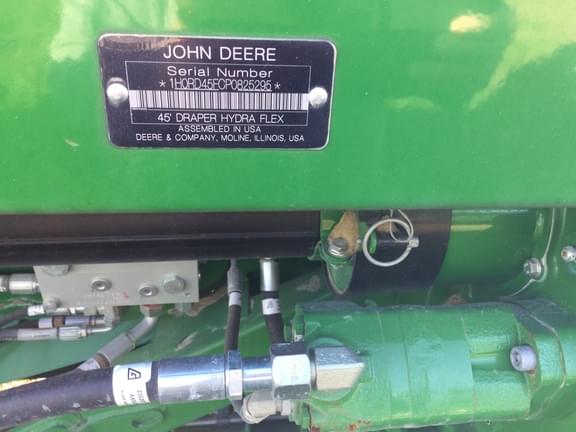 JOHN DEERE
Serial Number
*1H0RD45FCP0825295*
45' DRAPER HYDRA FLEX
ASSEMBLED IN USA
DEERE & COMPANY, MOLINE, ILLINOIS, USA